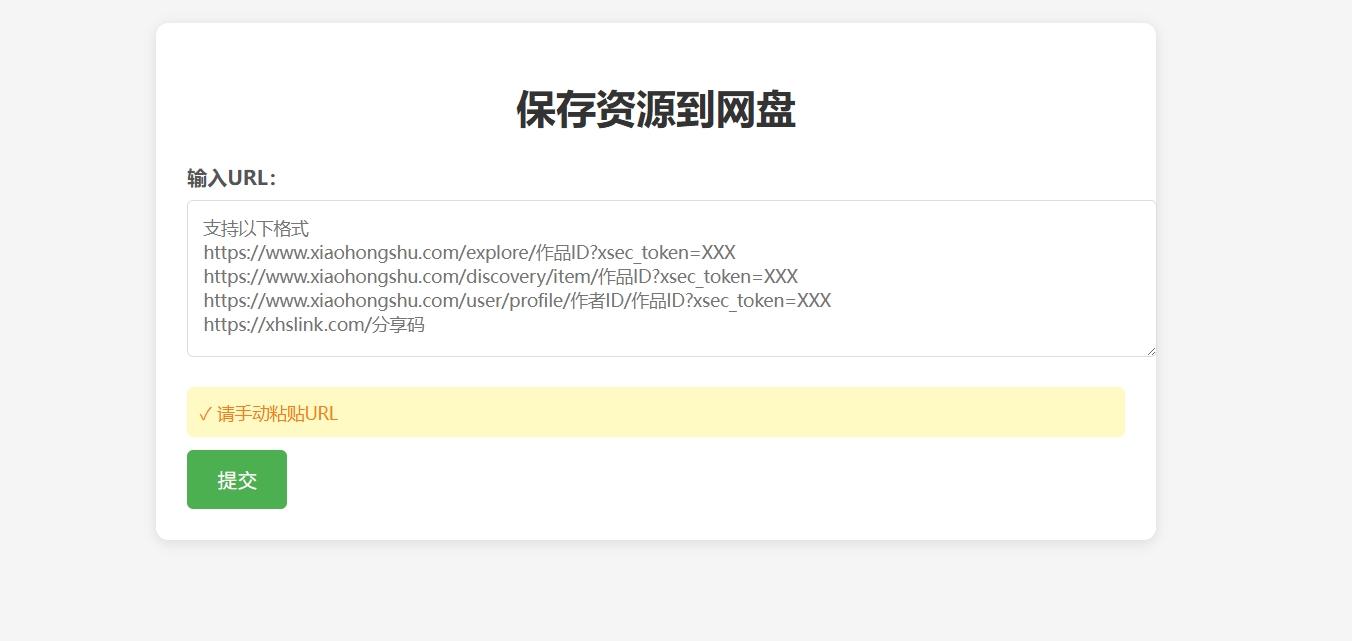 保存资源到网盘
输入URL：
支持以下格式
https://www.xiaohongshu.com/explore/作品ID?xsec_token=XXX
https://www.xiaohongshu.com/discovery/item/作品ID?xsec_token=XXX
https://www.xiaohongshu.com/user/profile/作者ID/作品ID?xsec_token=XXX
https://xhslink.com/分享码
✓ 请手动粘贴URL
提交